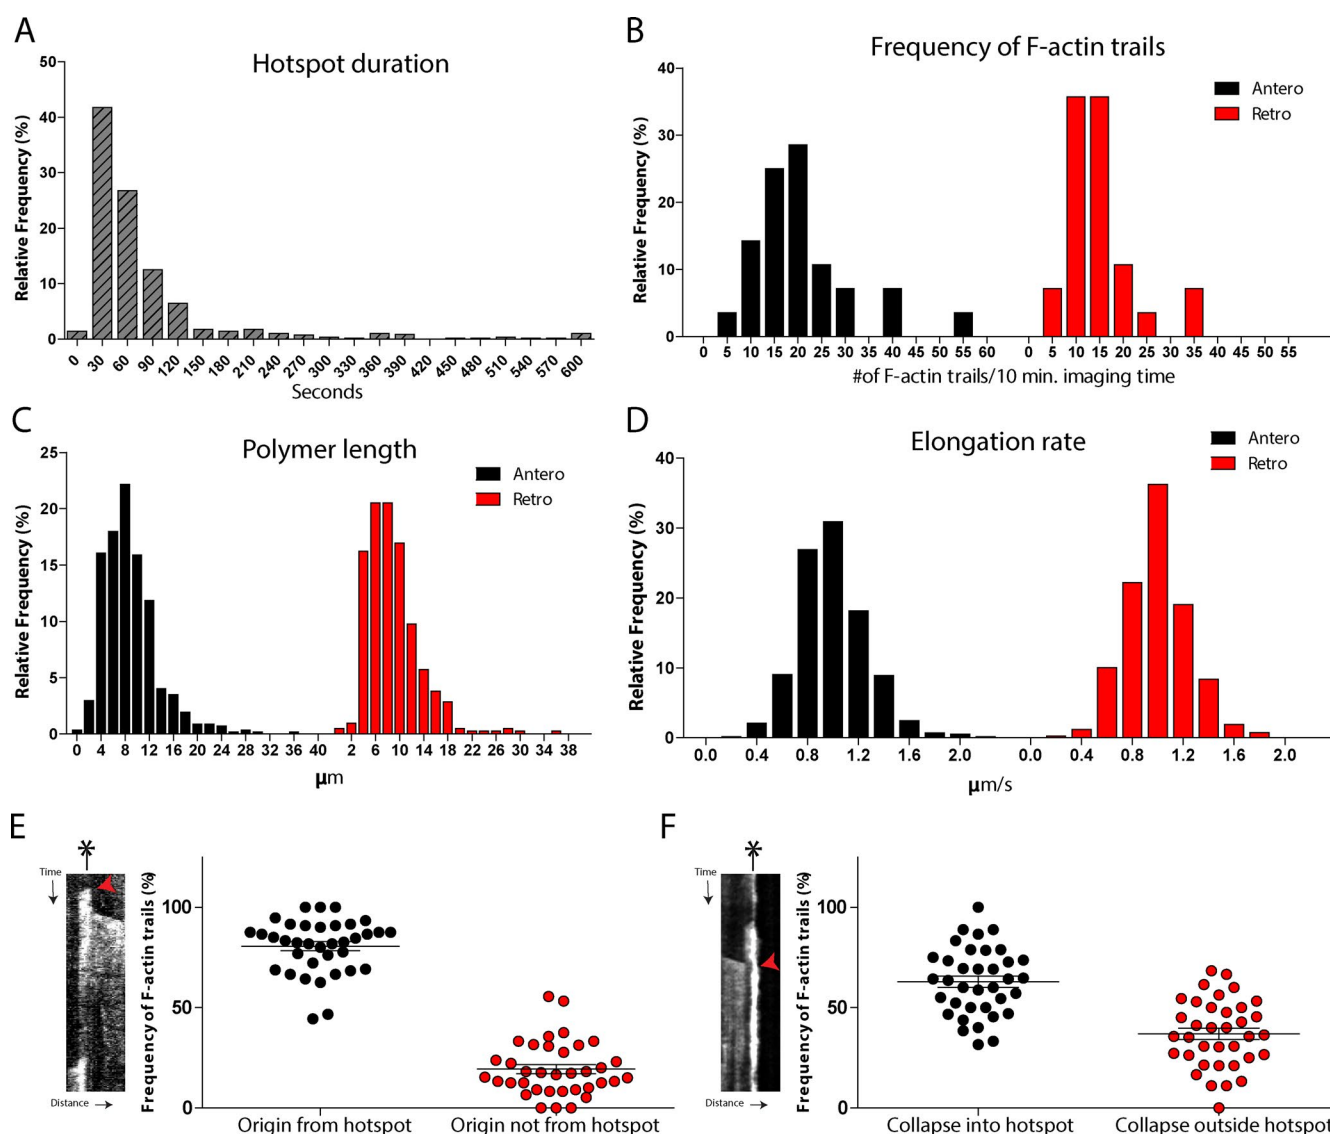 A
Hotspot duration
Relative Frequency (%)
50
40
30
20
10
0
0 30 60 90 120 150 180 210 240 270 300 330 360 390 420 450 480 510 540 570 600
Seconds
B
Frequency of F-actin trails
Antero
Retro
Relative Frequency (%)
40
30
20
10
0
0 5 10 15 20 25 30 35 40 45 50 55 60 0 5 10 15 20 25 30 35 40 45 50 55
#of F-actin trails/10 min. imaging time
C
Polymer length
Antero
Retro
Relative Frequency (%)
25
20
15
10
5
0
0 4 8 12 16 20 24 28 32 36 40 2 6 10 14 18 22 26 30 34 38
µm
D
Elongation rate
Antero
Retro
Relative Frequency (%)
40
30
20
10
0
0.0 0.4 0.8 1.2 1.6 2.0 0.0 0.4 0.8 1.2 1.6 2.0
µm/s
E
*
Time
Distance
Frequency of F-actin trails (%)
100
50
0
Origin from hotspot Origin not from hotspot
F
*
Time
Distance
Frequency of F-actin trails (%)
100
50
0
Collapse into hotspot Collapse outside hotspot